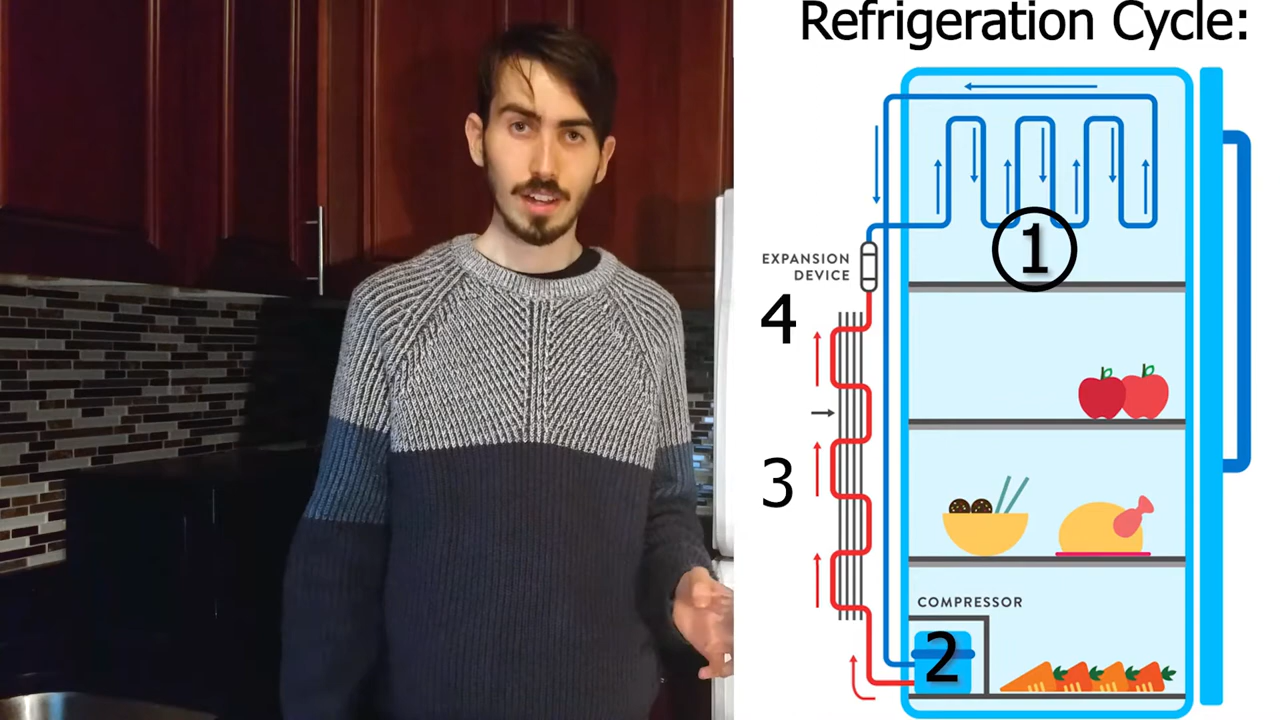 Refrigeration Cycle:
1
EXPANSION
DEVICE
4
3
COMPRESSOR
2